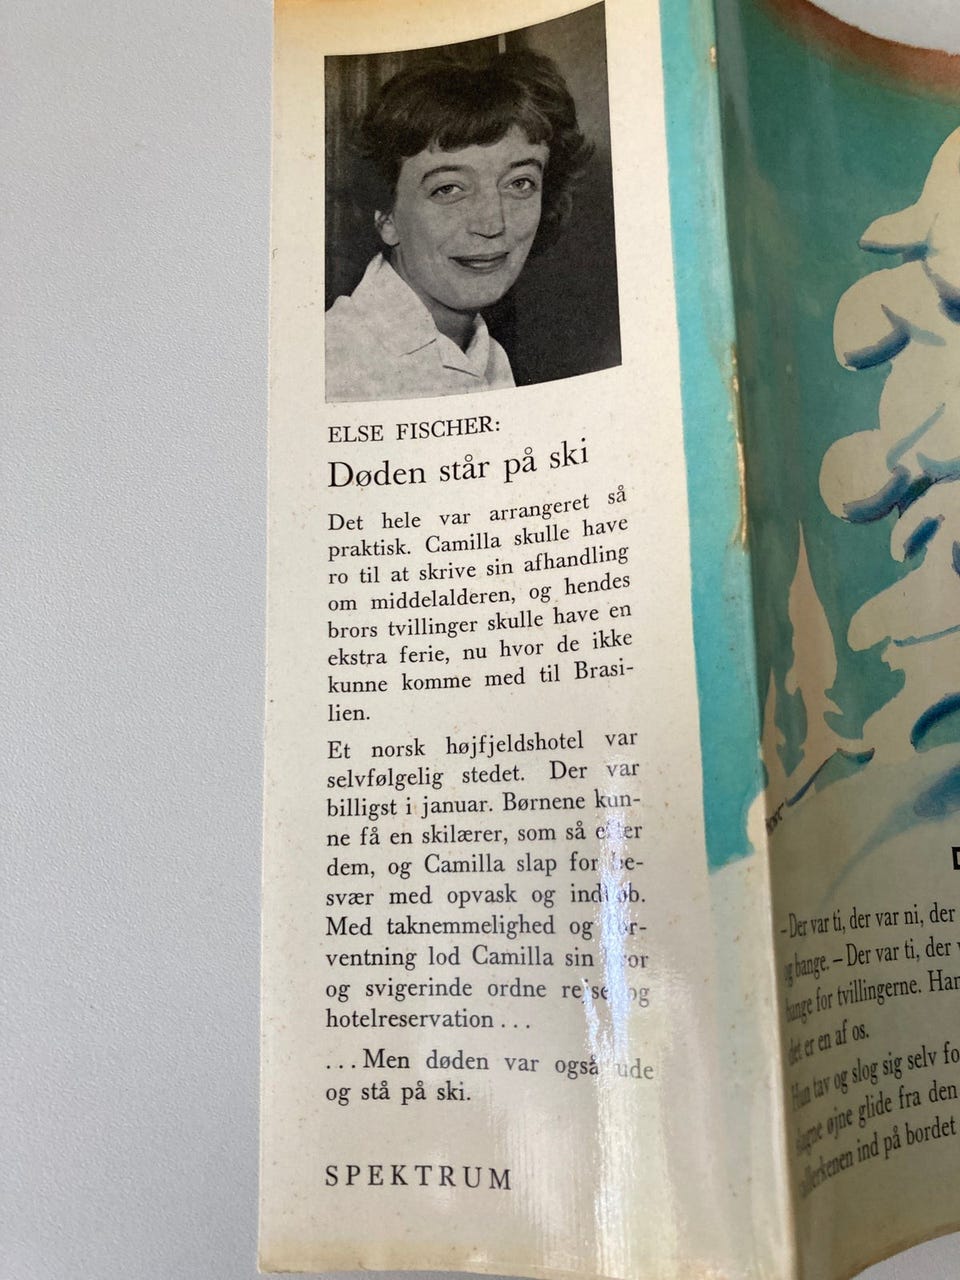 ELSE FISCHER:
Døden står på ski
Det hele var arrangeret så
praktisk. Camilla skulle have
ro til at skrive sin afhandling
om middelalderen, og hendes
brors tvillinger skulle have en
ekstra ferie, nu hvor de ikke
kunne komme med til Brasi-
lien.
Et norsk højfjeldshotel var
selvfølgelig stedet. Der var
billigst i januar. Børnene kun-
ne få en skilærer, som så efter
dem, og Camilla slap for be-
svær med opvask og indkøb.
Med taknemmelighed og for-
ventning lod Camilla sin bror
og svigerinde ordne rejse og
hotelreservation . . .
. . . Men døden var også ude
og stå på ski.
SPEKTRUM
– Der var ti, der var ni, der
og bange. – Der var ti, der
bange for tvillingerne. Han
det er en af os.
Hun tav og slog sig selv
øjne glide fra den
tallerkenen ind på bordet